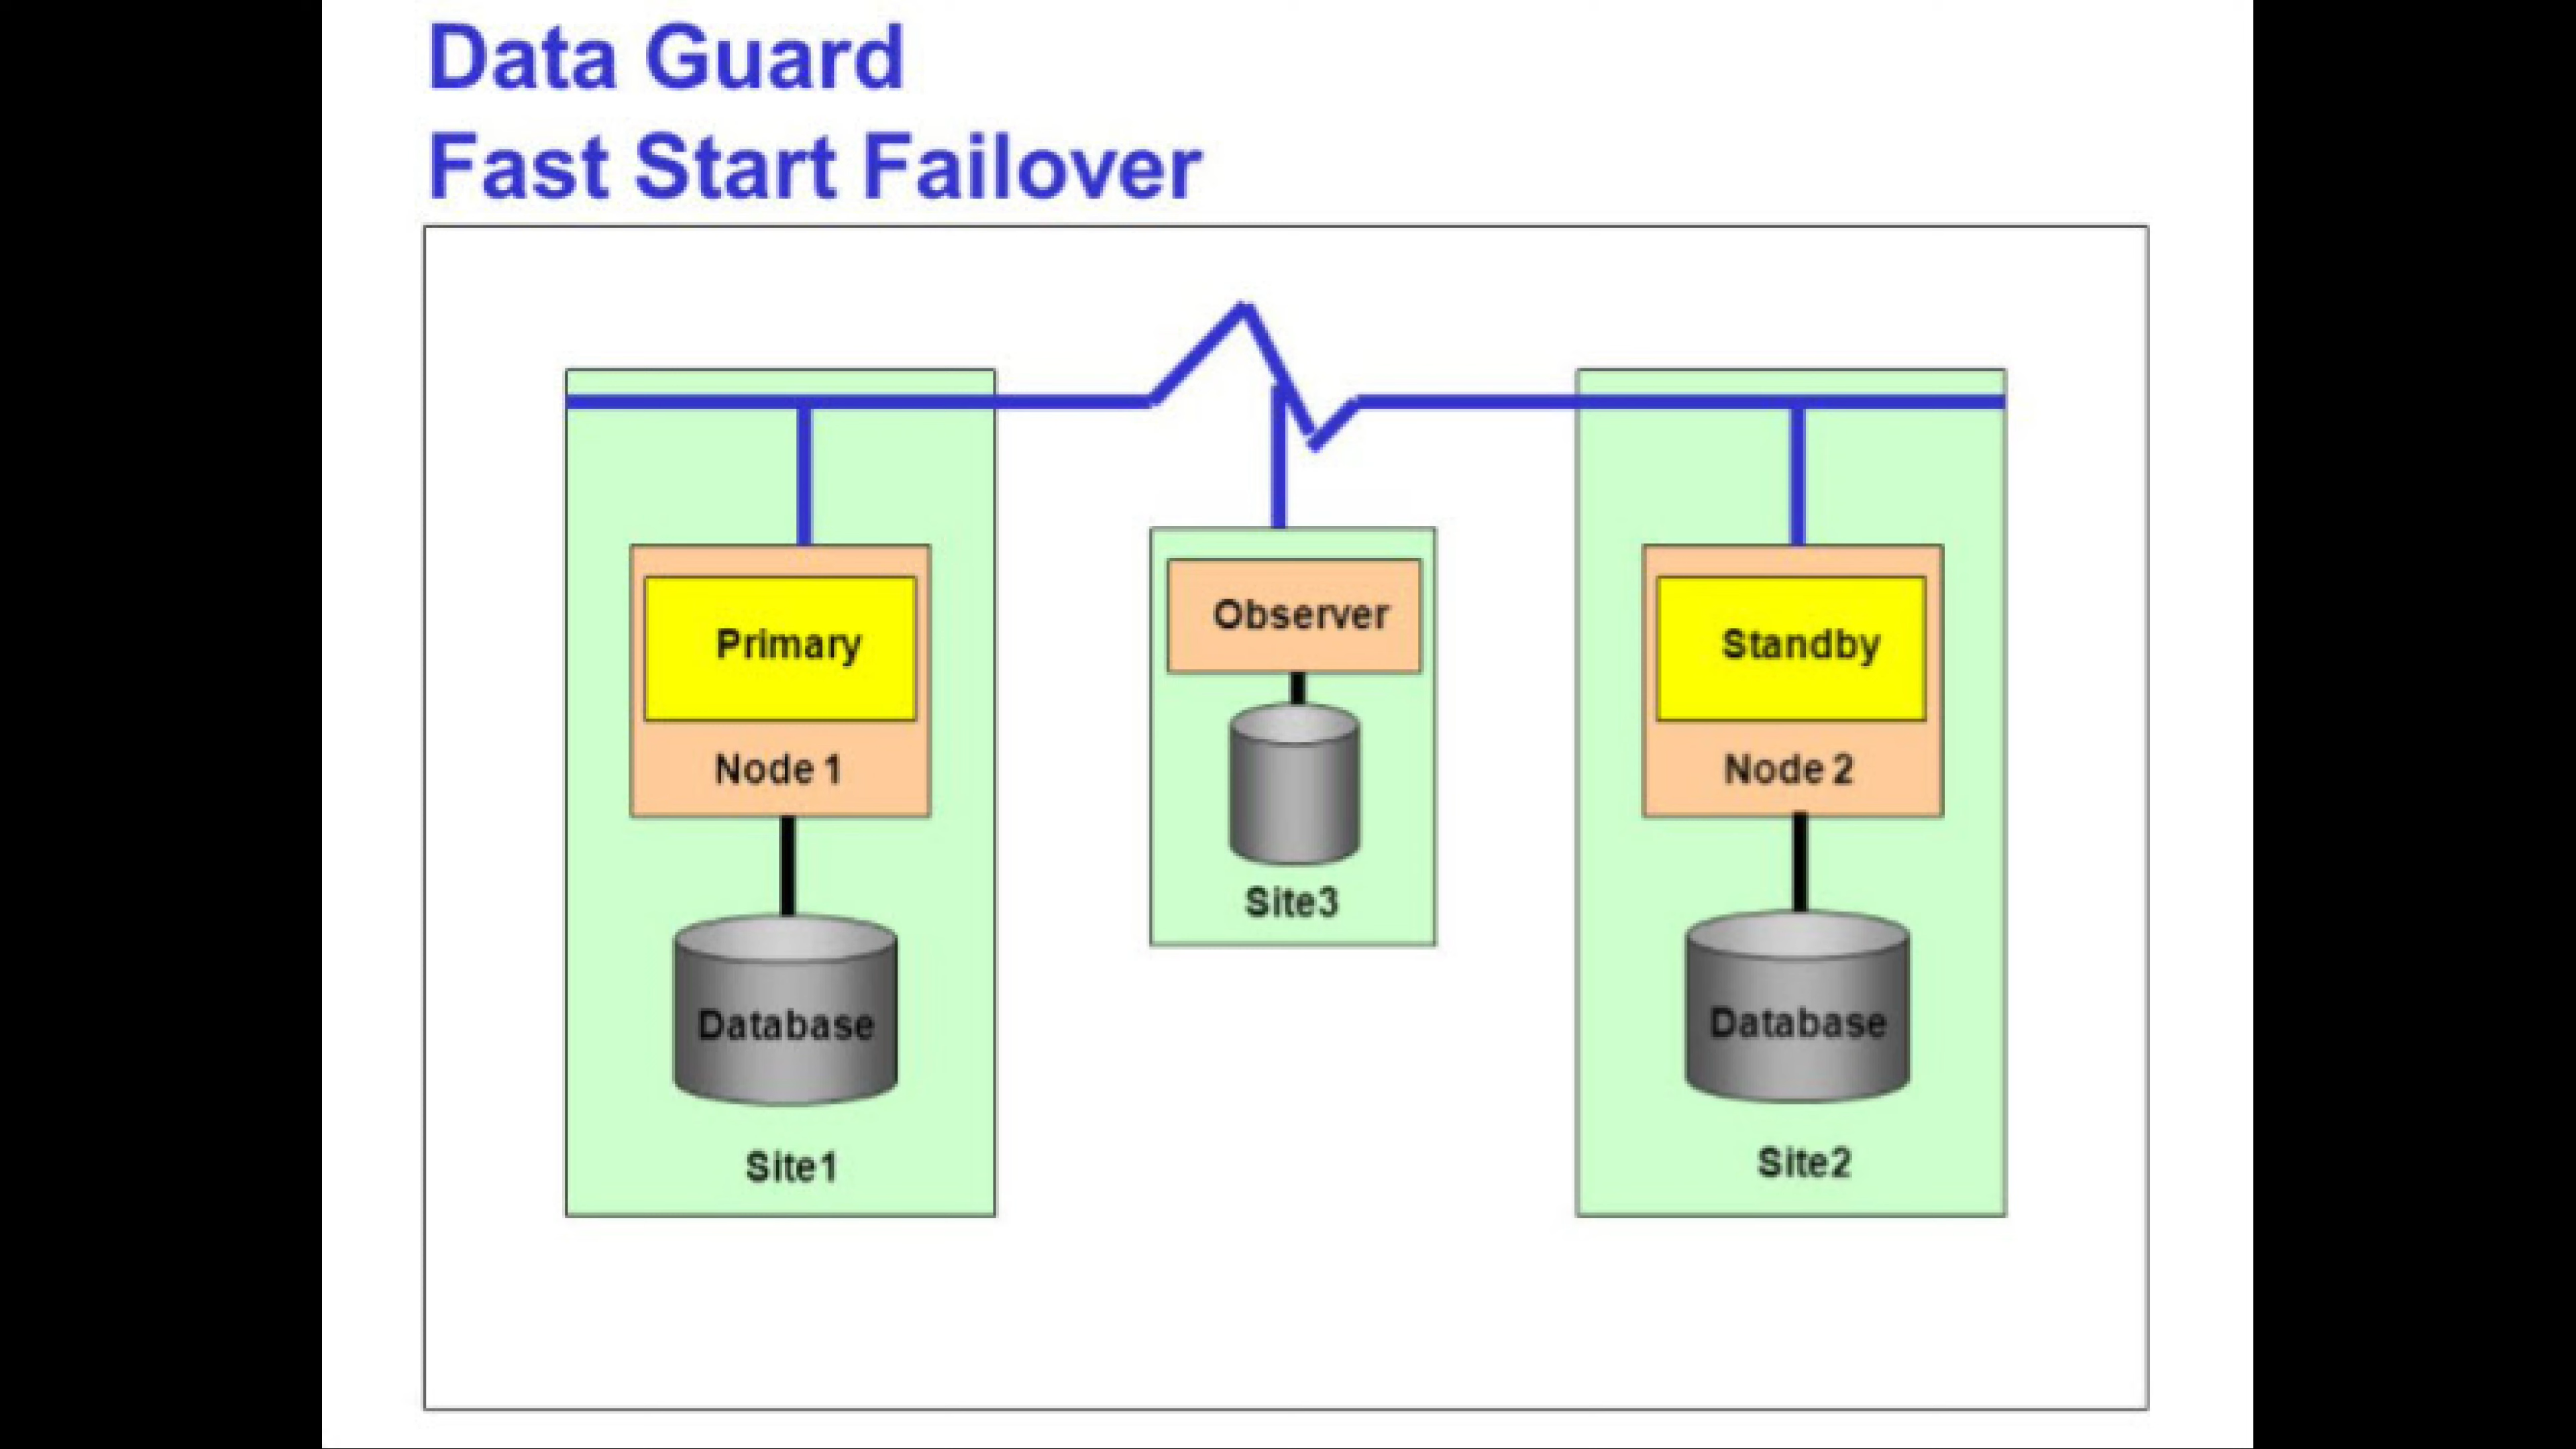 Data Guard
Fast Start Failover
Primary
Node 1
Database
Site1
Observer
Site3
Standby
Node 2
Database
Site2